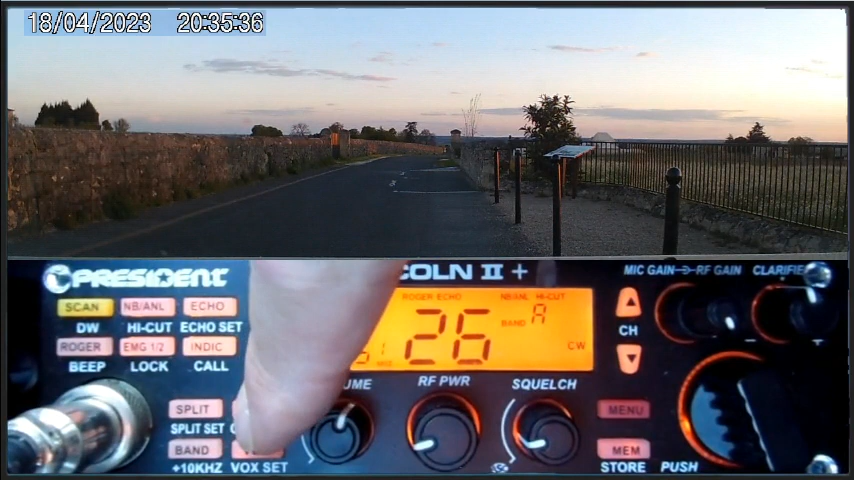 18/04/2023 20:35:36
PRESIDENT
COLN II +
MIC GAIN RF GAIN CLARIFIE
SCAN NB/ANL ECHO
DW HI-CUT ECHO SET
ROGER EMG 1/2 INDIC
BEEP LOCK CALL
ROGER ECHO NB/ANL HI-CUT
26 BAND A
CW
CH
UME RF PWR SQUELCH
SPLIT
SPLIT SET
BAND
+10KHZ VOX SET
MENU
MEM
STORE PUSH